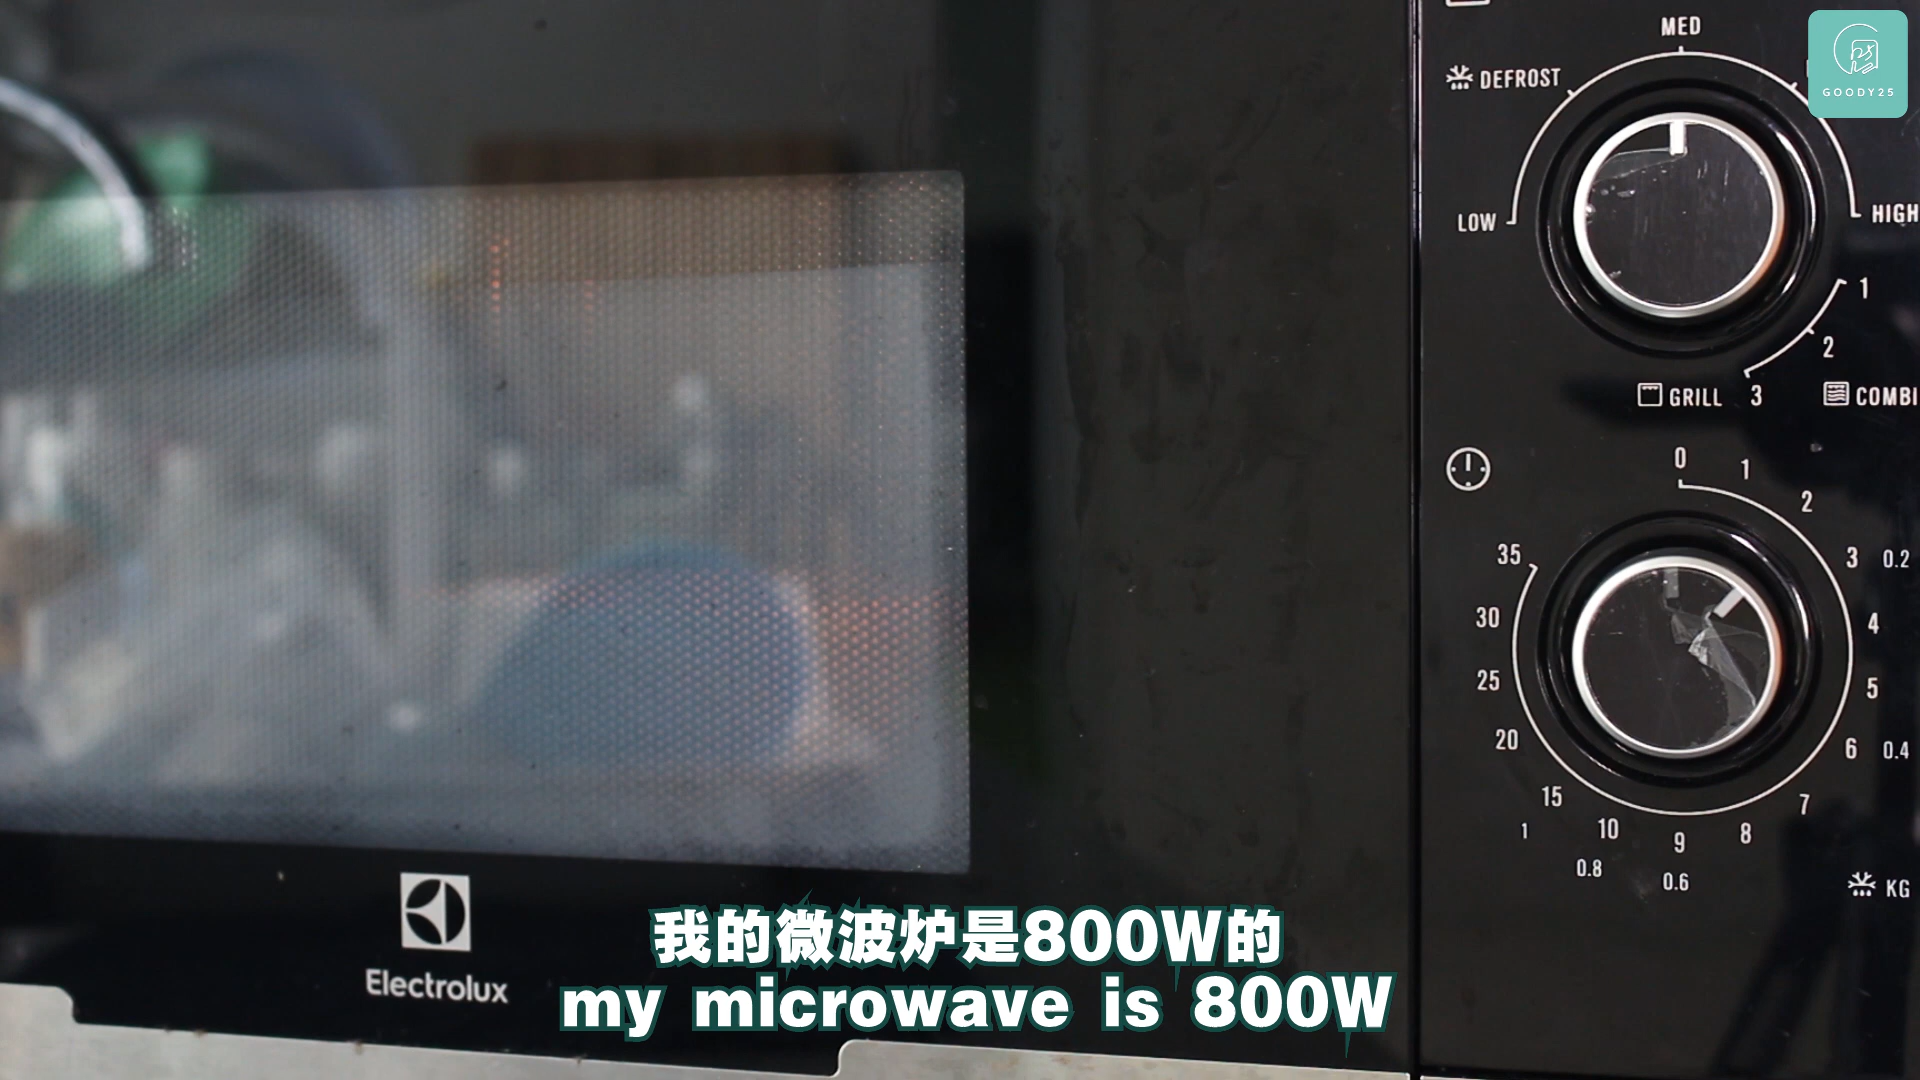 MED
DEFROST
LOW
HIGH
1
2
3
GRILL
COMBI
GOODY25
0
1
2
3
0.2
4
5
6
0.4
7
8
9
10
15
20
25
30
35
1
0.8
0.6
KG
Electrolux
我的微波炉是800W的
my microwave is 800W